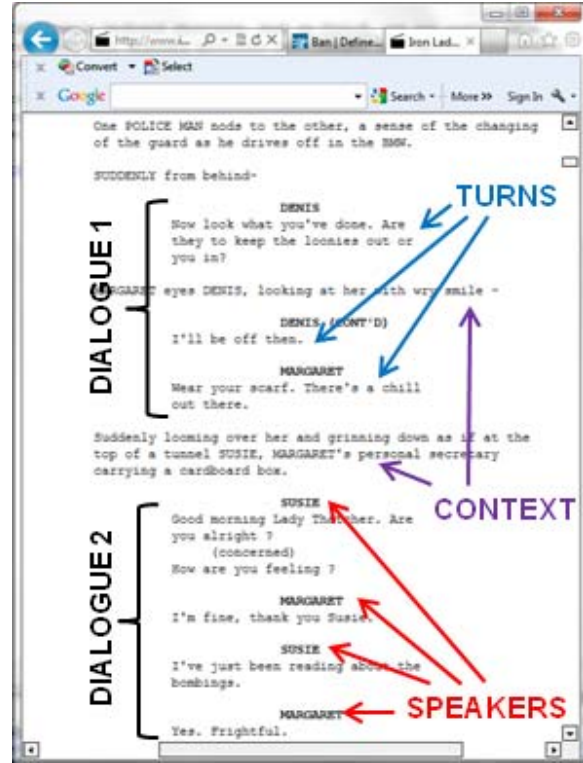 http://www.i...
Ban | Define...
Iron Lad...
x Convert Select
x Google Search More >> Sign In
One POLICE MAN nods to the other, a sense of the changing
of the guard as he drives off in the BMW.
SUDDENLY from behind-
TURNS
DENIS
Now look what you've done. Are
they to keep the loonies out or
you in?
DIALOGUE 1
MARGARET eyes DENIS, looking at her with wry smile -
DENIS (CONT'D)
I'll be off then.
MARGARET
Wear your scarf. There's a chill
out there.
Suddenly looming over her and grinning down as if at the
top of a tunnel SUSIE, MARGARET's personal secretary
carrying a cardboard box.
CONTEXT
SUSIE
Good morning Lady Thatcher. Are
you alright ?
(concerned)
How are you feeling ?
DIALOGUE 2
MARGARET
I'm fine, thank you Susie.
SUSIE
I've just been reading about the
bombings.
MARGARET
SPEAKERS
Yes. Frightful.